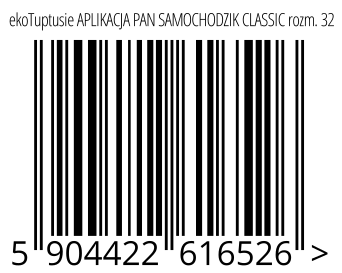 ekoTuptusie APLIKACJA PAN SAMOCHODZIK CLASSIC rozm. 32
5 904422 616526 >